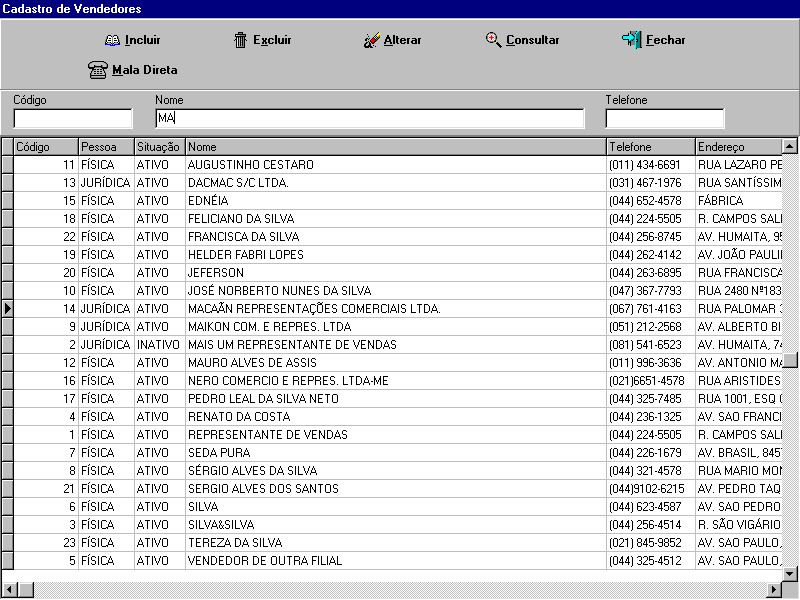 Cadastro de Vendedores
Incluir Excluir Alterar Consultar Fechar
Mala Direta
Código Nome Telefone
MA
Código Pessoa Situação Nome Telefone Endereço
11 FÍSICA ATIVO AUGUSTINHO CESTARO (011) 434-6691 RUA LAZARO PE
13 JURÍDICA ATIVO DACMAC S/C LTDA. (031) 467-1976 RUA SANTÍSSIM
15 FÍSICA ATIVO EDNÉIA (044) 652-4578 FÁBRICA
18 FÍSICA ATIVO FELICIANO DA SILVA (044) 224-5505 R. CAMPOS SALI
22 FÍSICA ATIVO FRANCISCA DA SILVA (044) 256-8745 AV. HUMAITA, 95
19 FÍSICA ATIVO HELDER FABRI LOPES (044) 262-4142 AV. JOÃO PAULI
20 FÍSICA ATIVO JEFERSON (044) 263-6895 RUA FRANCISCA
10 FÍSICA ATIVO JOSÉ NORBERTO NUNES DA SILVA (047) 367-7793 RUA 2480 Nº183
14 JURÍDICA ATIVO MACAÃN REPRESENTAÇÕES COMERCIAIS LTDA. (067) 761-4163 RUA PALOMAR 3
9 JURÍDICA ATIVO MAIKON COM. E REPRES. LTDA (051) 212-2568 AV. ALBERTO BI
2 JURÍDICA INATIVO MAIS UM REPRESENTANTE DE VENDAS (081) 541-6523 AV. HUMAITA, 74
12 FÍSICA ATIVO MAURO ALVES DE ASSIS (011) 996-3636 AV. ANTONIO MA
16 FÍSICA ATIVO NERO COMERCIO E REPRES. LTDA-ME (021)6651-4578 RUA ARISTIDES
17 FÍSICA ATIVO PEDRO LEAL DA SILVA NETO (044) 325-7485 RUA 1001, ESQ
4 FÍSICA ATIVO RENATO DA COSTA (044) 236-1325 AV. SAO FRANCI
1 FÍSICA ATIVO REPRESENTANTE DE VENDAS (044) 224-5505 R. CAMPOS SALI
7 FÍSICA ATIVO SEDA PURA (044) 226-1679 AV. BRASIL, 845
8 FÍSICA ATIVO SÉRGIO ALVES DA SILVA (044) 321-4578 RUA MARIO MON
21 FÍSICA ATIVO SERGIO ALVES DOS SANTOS (044)9102-6215 AV. PEDRO TAQ
6 FÍSICA ATIVO SILVA (044) 623-4587 AV. SAO PEDRO
3 FÍSICA ATIVO SILVA&SILVA (044) 256-4514 R. SÃO VIGÁRIO
23 FÍSICA ATIVO TEREZA DA SILVA (021) 845-9852 AV. SAO PAULO,
5 FÍSICA ATIVO VENDEDOR DE OUTRA FILIAL (044) 325-4512 AV. SAO PAULO,